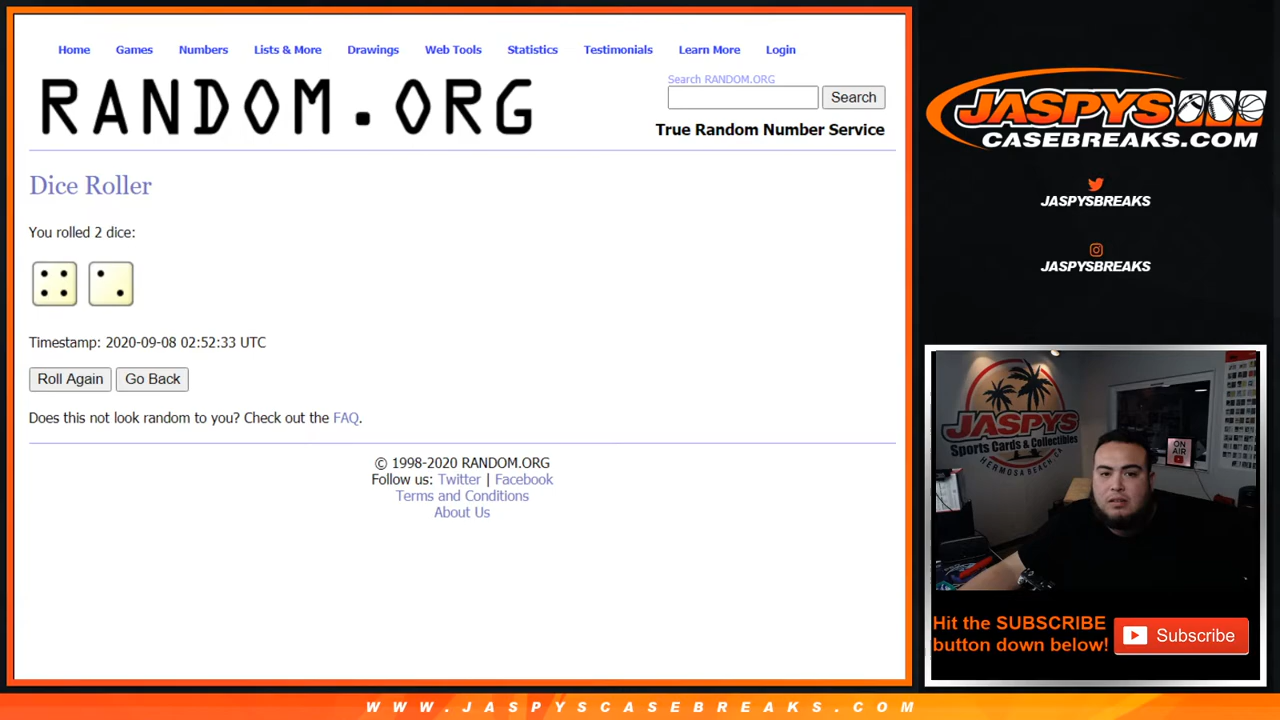 Home Games Numbers Lists & More Drawings Web Tools Statistics Testimonials Learn More Login
RANDOM.ORG
Search RANDOM.ORG
Search
True Random Number Service
Dice Roller
You rolled 2 dice:
Timestamp: 2020-09-08 02:52:33 UTC
Roll Again Go Back
Does this not look random to you? Check out the FAQ.
© 1998-2020 RANDOM.ORG
Follow us: Twitter | Facebook
Terms and Conditions
About Us
JASPYS
CASEBREAKS.COM
JASPYSBREAKS
JASPYSBREAKS
JASPYS
Sports Cards & Collectibles
HERMOSA BEACH, CA
ON
AIR
Hit the SUBSCRIBE
button down below!
Subscribe
WWW.JASPYSCASEBREAKS.COM